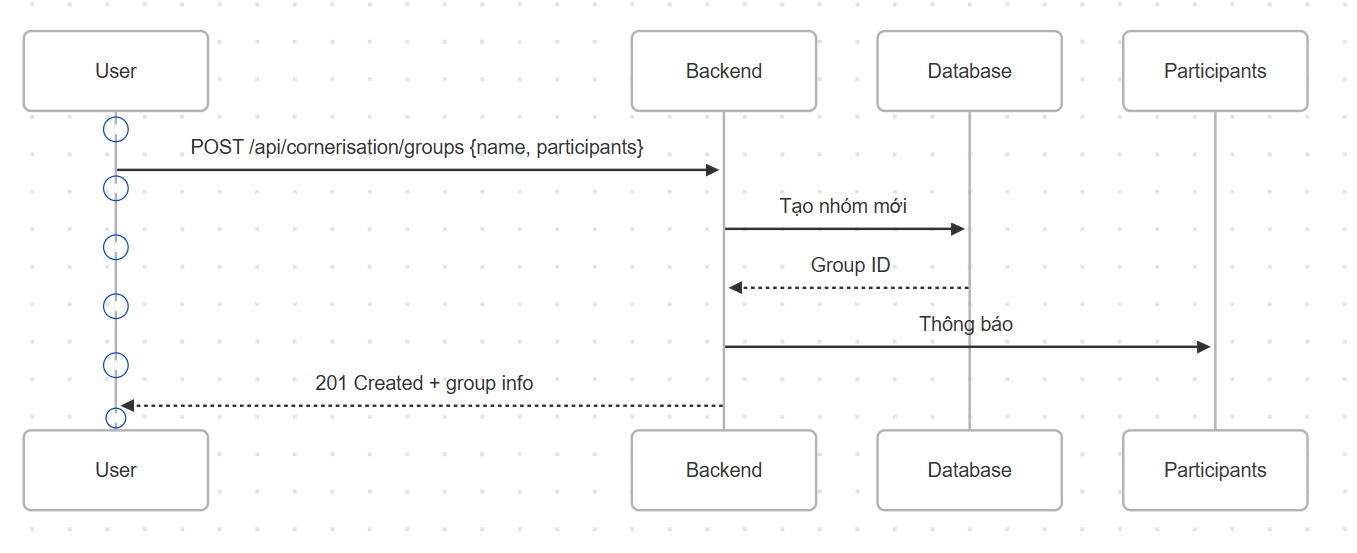 User
Backend
Database
Participants
POST /api/cornerisation/groups {name, participants}
Tạo nhóm mới
Group ID
Thông báo
201 Created + group info
User
Backend
Database
Participants